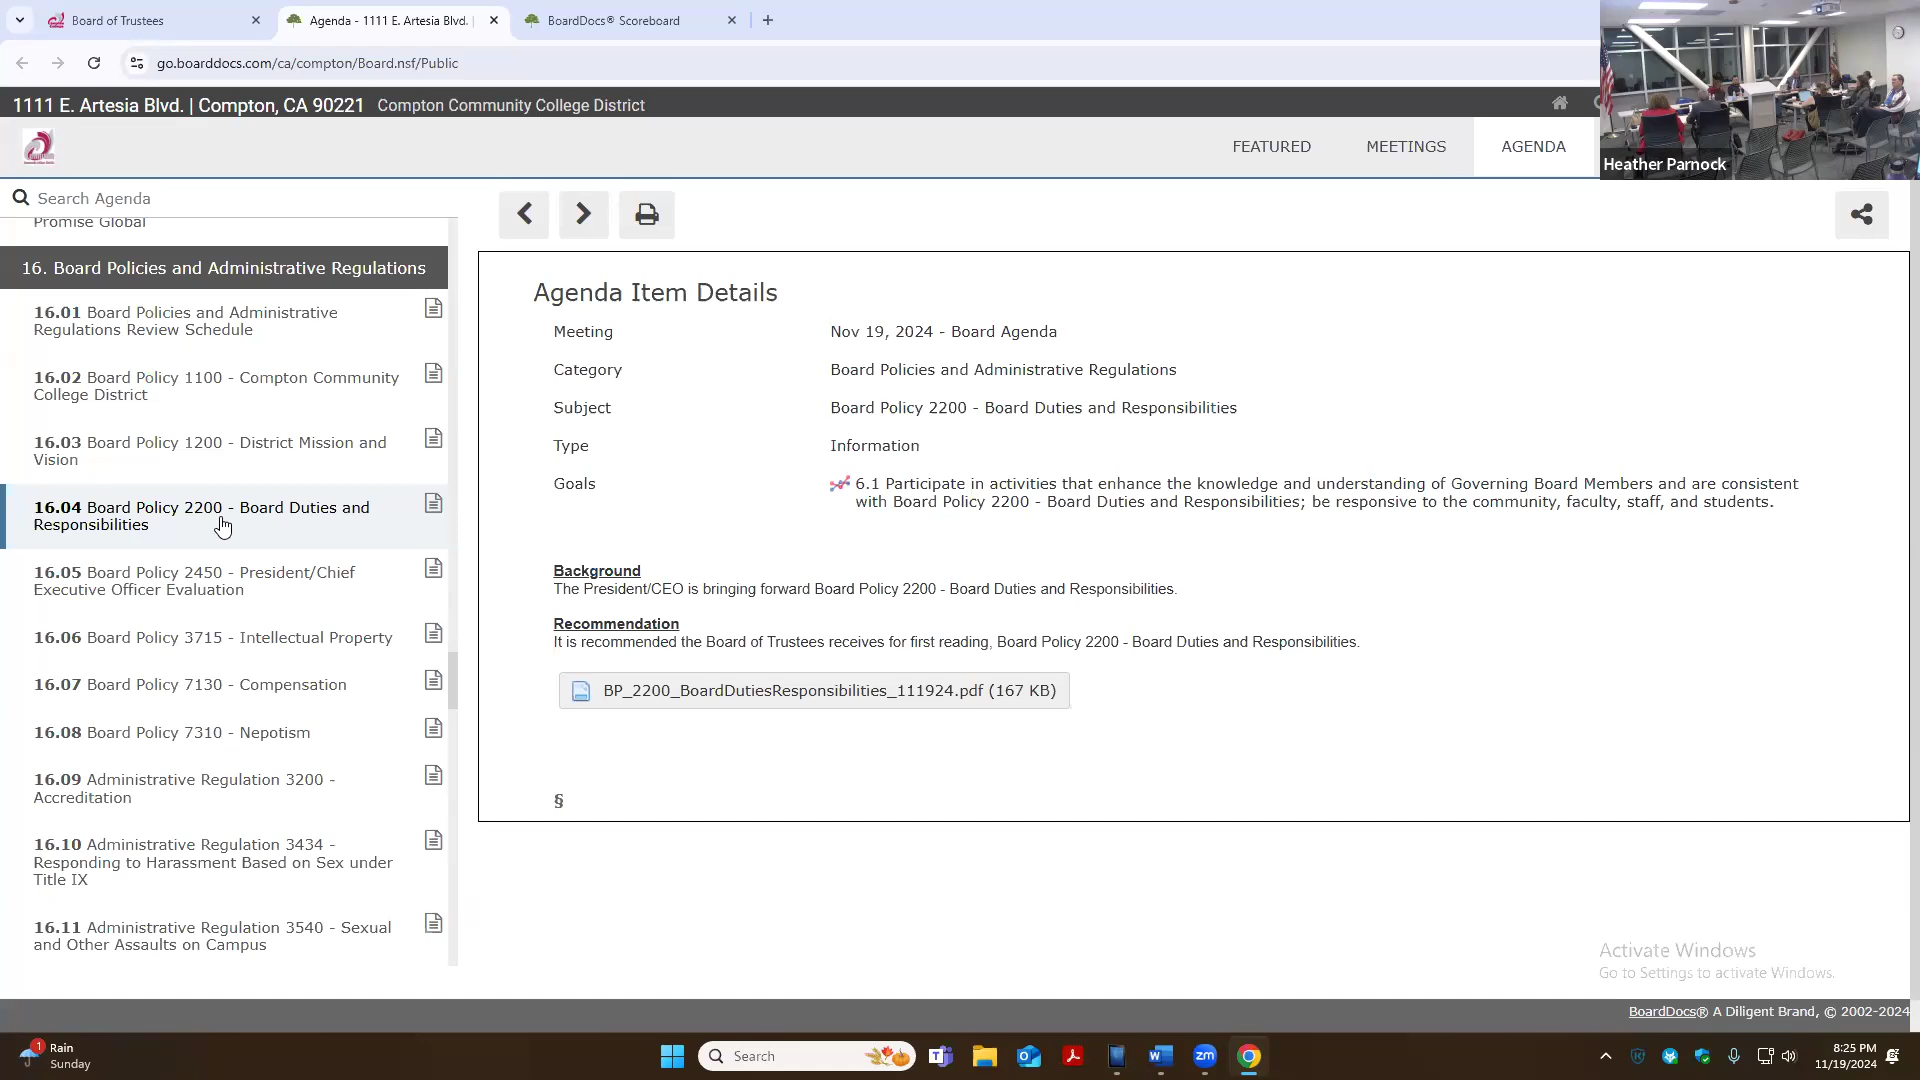 Board of Trustees
Agenda - 1111 E. Artesia Blvd. |
BoardDocs® Scoreboard
go.boarddocs.com/ca/compton/Board.nsf/Public
1111 E. Artesia Blvd. | Compton, CA 90221 Compton Community College District
FEATURED
MEETINGS
AGENDA
Heather Parnock
Search Agenda
Promise Global
16. Board Policies and Administrative Regulations
16.01 Board Policies and Administrative
Regulations Review Schedule
16.02 Board Policy 1100 - Compton Community
College District
16.03 Board Policy 1200 - District Mission and
Vision
16.04 Board Policy 2200 - Board Duties and
Responsibilities
16.05 Board Policy 2450 - President/Chief
Executive Officer Evaluation
16.06 Board Policy 3715 - Intellectual Property
16.07 Board Policy 7130 - Compensation
16.08 Board Policy 7310 - Nepotism
16.09 Administrative Regulation 3200 -
Accreditation
16.10 Administrative Regulation 3434 -
Responding to Harassment Based on Sex under
Title IX
16.11 Administrative Regulation 3540 - Sexual
and Other Assaults on Campus
Agenda Item Details
Meeting Nov 19, 2024 - Board Agenda
Category Board Policies and Administrative Regulations
Subject Board Policy 2200 - Board Duties and Responsibilities
Type Information
Goals 6.1 Participate in activities that enhance the knowledge and understanding of Governing Board Members and are consistent
with Board Policy 2200 - Board Duties and Responsibilities; be responsive to the community, faculty, staff, and students.
Background
The President/CEO is bringing forward Board Policy 2200 - Board Duties and Responsibilities.
Recommendation
It is recommended the Board of Trustees receives for first reading, Board Policy 2200 - Board Duties and Responsibilities.
BP_2200_BoardDutiesResponsibilities_111924.pdf (167 KB)
§
Activate Windows
Go to Settings to activate Windows.
BoardDocs® A Diligent Brand, © 2002-2024
1
Rain
Sunday
Search
zm
8:25 PM
11/19/2024